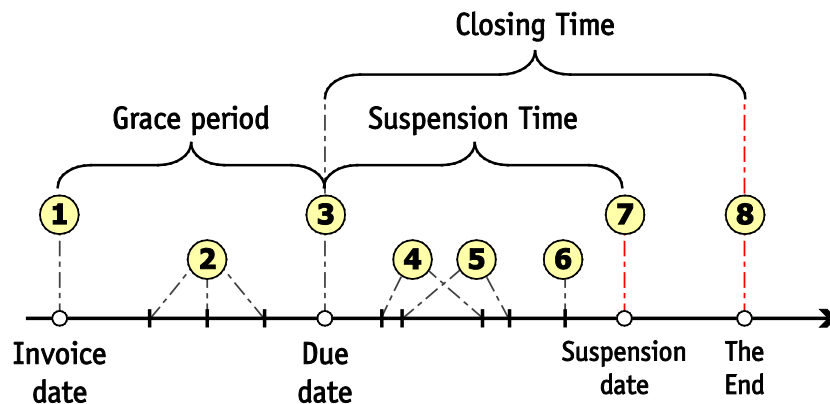 Closing Time
Grace period
Suspension Time
1
3
7
8
2
4
5
6
Invoice
date
Due
date
Suspension
date
The
End